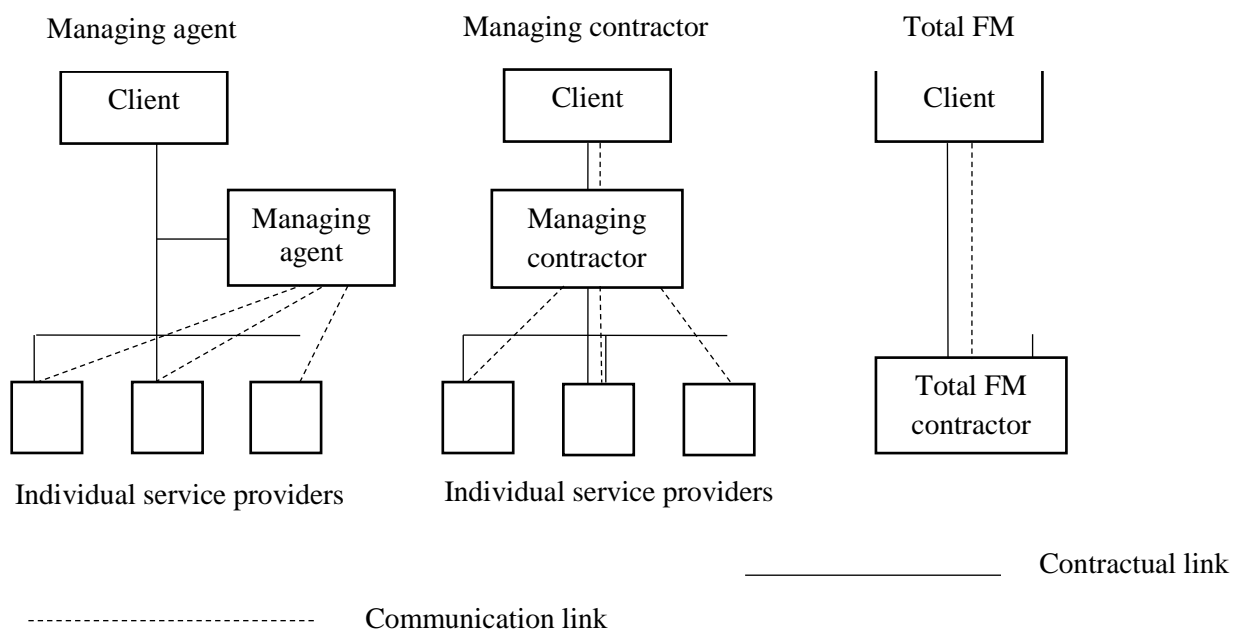 Managing agent
Managing contractor
Total FM
Client
Client
Client
Managing
agent
Managing
contractor
Total FM
contractor
Individual service providers
Individual service providers
Contractual link
Communication link